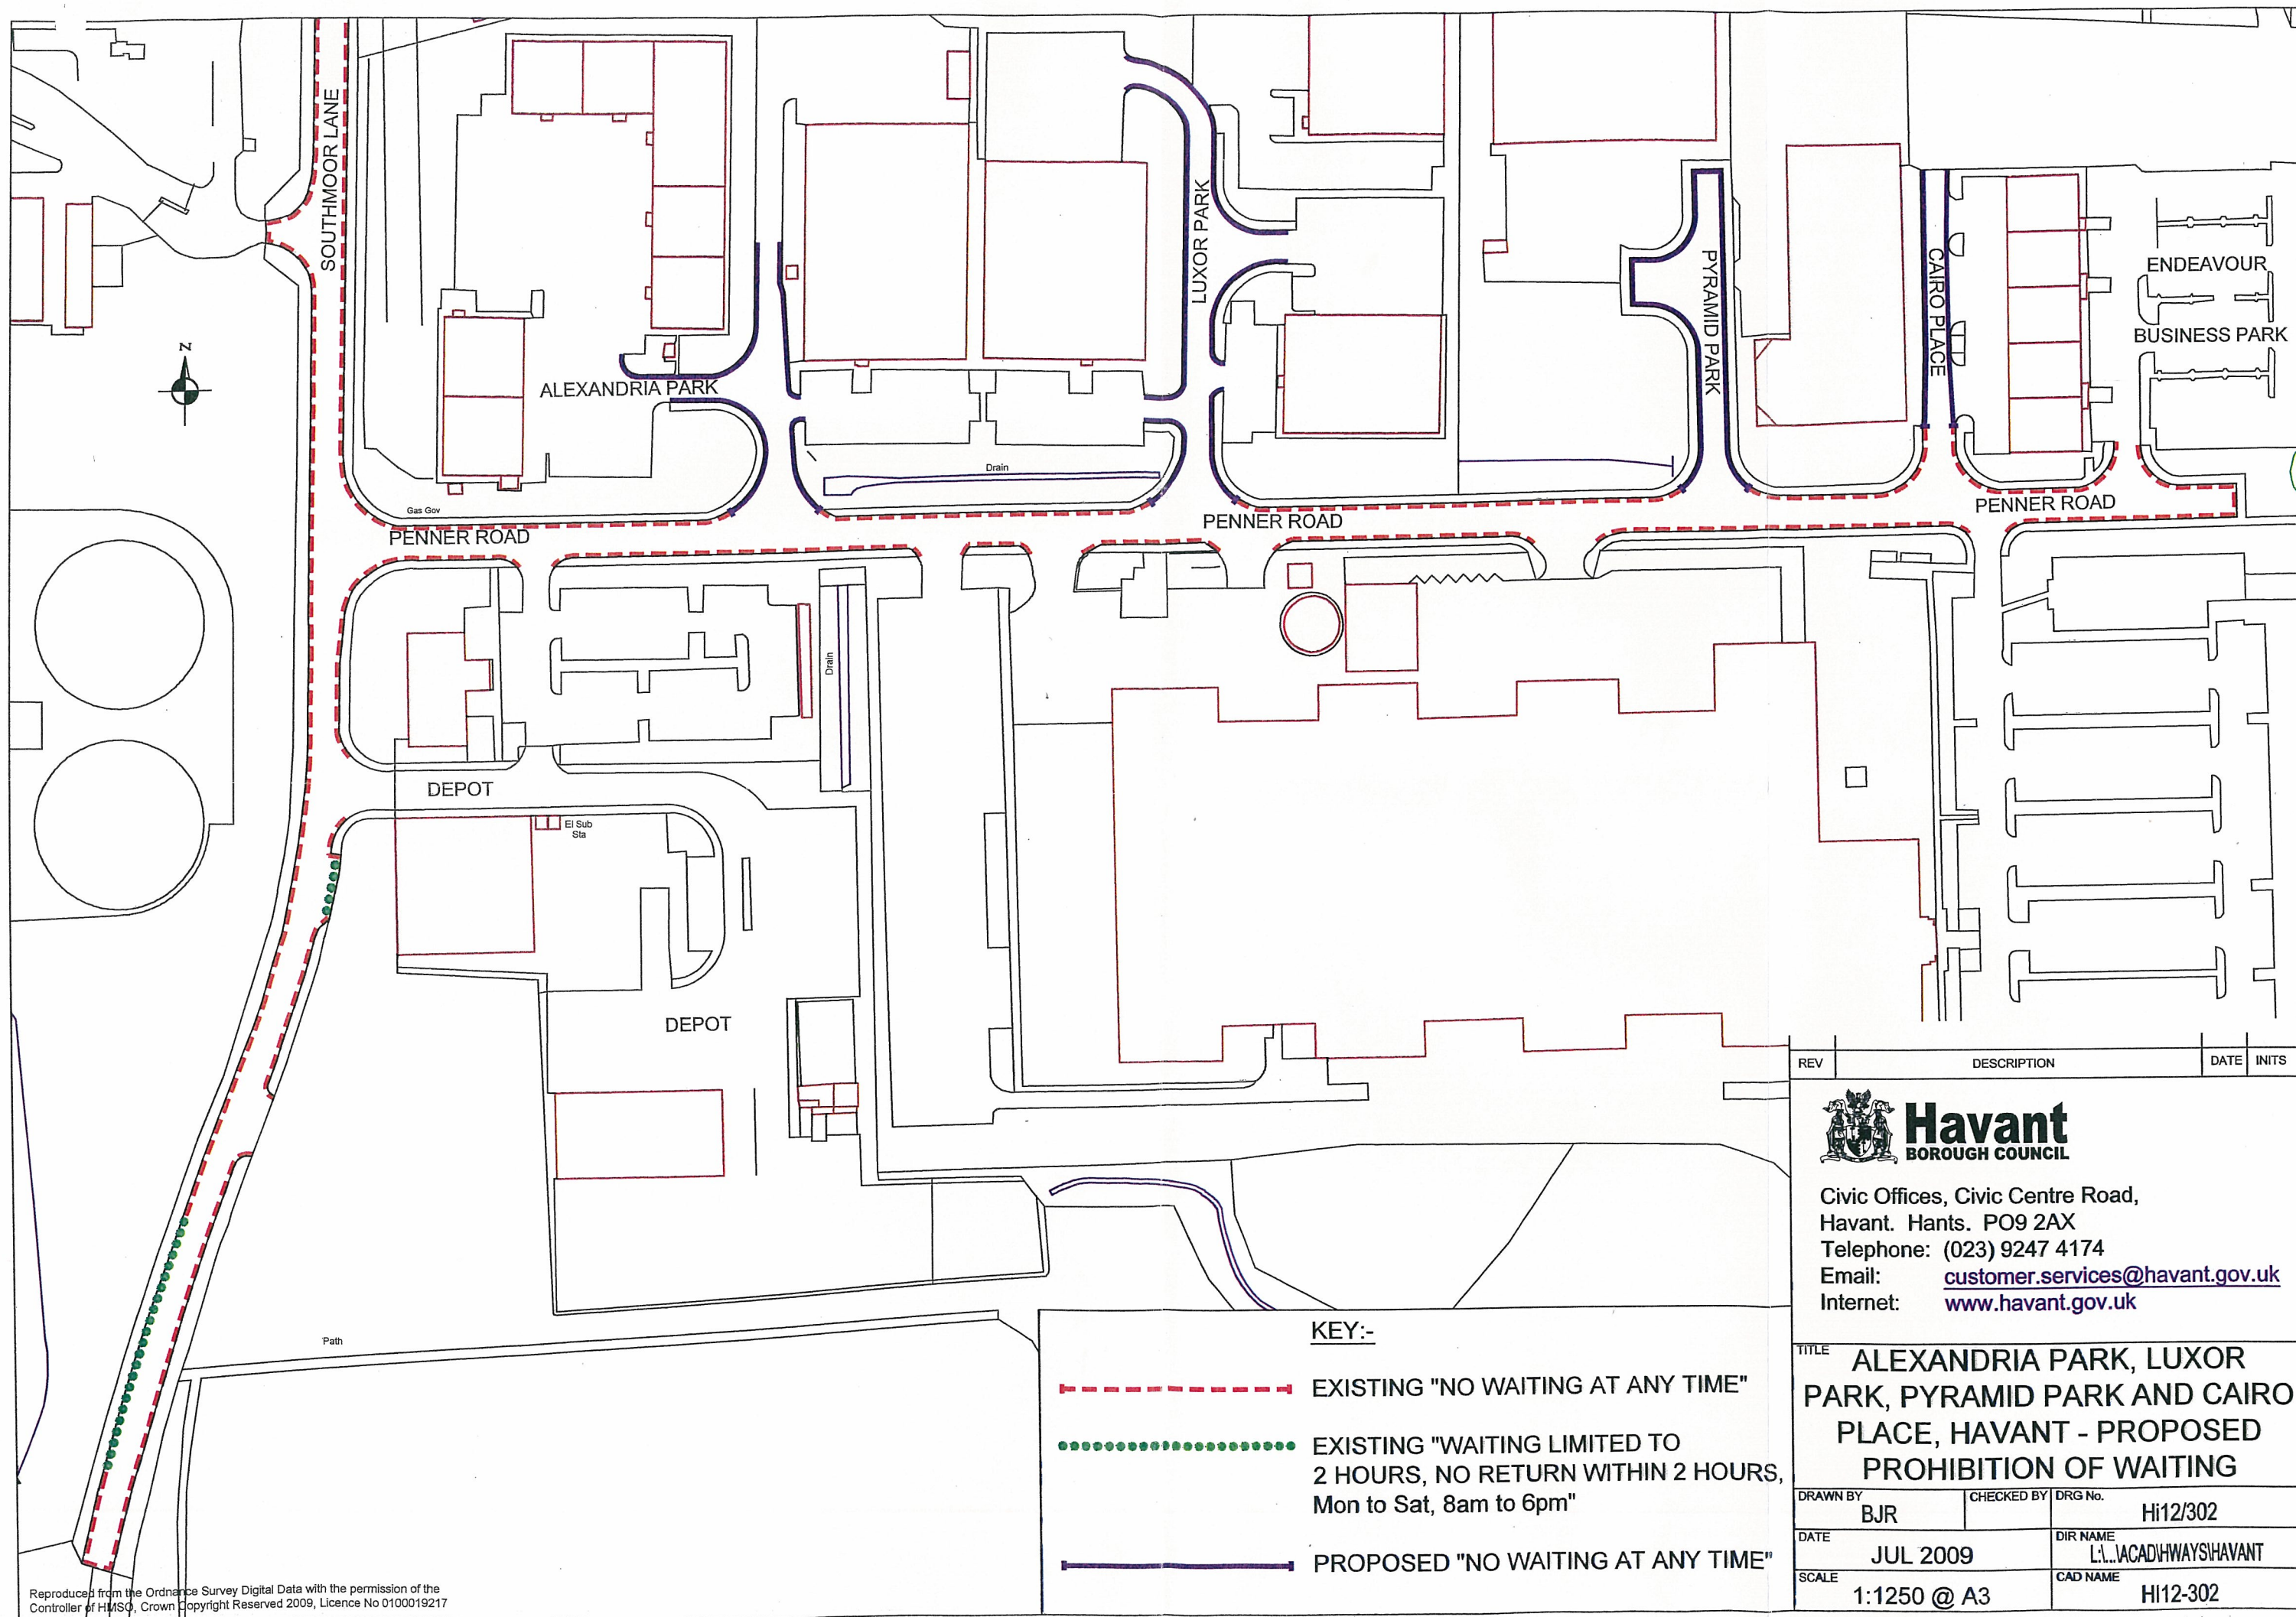 SOUTHMOOR LANE
LUXOR PARK
PYRAMID PARK
CAIRO PLACE
ENDEAVOUR
BUSINESS PARK
N
ALEXANDRIA PARK
Drain
Gas Gov
PENNER ROAD
PENNER ROAD
PENNER ROAD
Drain
DEPOT
El Sub
Sta
DEPOT
Path
REV
DESCRIPTION
DATE
INITS
Havant
BOROUGH COUNCIL
Civic Offices, Civic Centre Road,
Havant. Hants. PO9 2AX
Telephone: (023) 9247 4174
Email: customer.services@havant.gov.uk
Internet: www.havant.gov.uk
KEY:-
EXISTING "NO WAITING AT ANY TIME"
EXISTING "WAITING LIMITED TO
2 HOURS, NO RETURN WITHIN 2 HOURS,
Mon to Sat, 8am to 6pm"
PROPOSED "NO WAITING AT ANY TIME"
TITLE
ALEXANDRIA PARK, LUXOR
PARK, PYRAMID PARK AND CAIRO
PLACE, HAVANT - PROPOSED
PROHIBITION OF WAITING
DRAWN BY
BJR
CHECKED BY
DRG No.
Hi12/302
DATE
JUL 2009
DIR NAME
L:\...\ACAD\HWAYS\HAVANT
SCALE
1:1250 @ A3
CAD NAME
HI12-302
Reproduced from the Ordnance Survey Digital Data with the permission of the
Controller of HMSO, Crown Copyright Reserved 2009, Licence No 0100019217